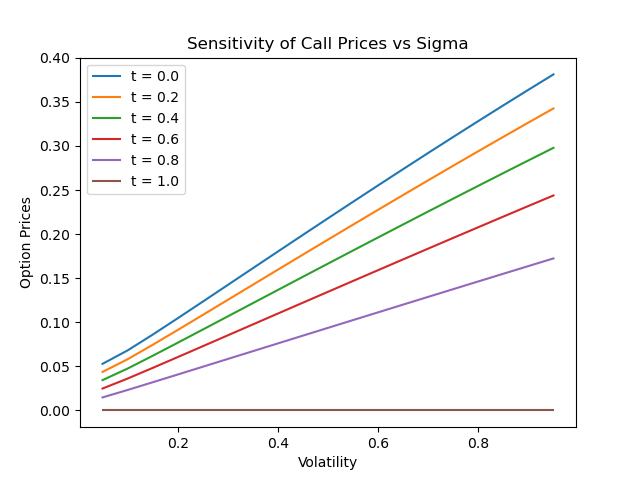 Sensitivity of Call Prices vs Sigma
t = 0.0
t = 0.2
t = 0.4
t = 0.6
t = 0.8
t = 1.0
Option Prices
0.40
0.35
0.30
0.25
0.20
0.15
0.10
0.05
0.00
0.2 0.4 0.6 0.8
Volatility